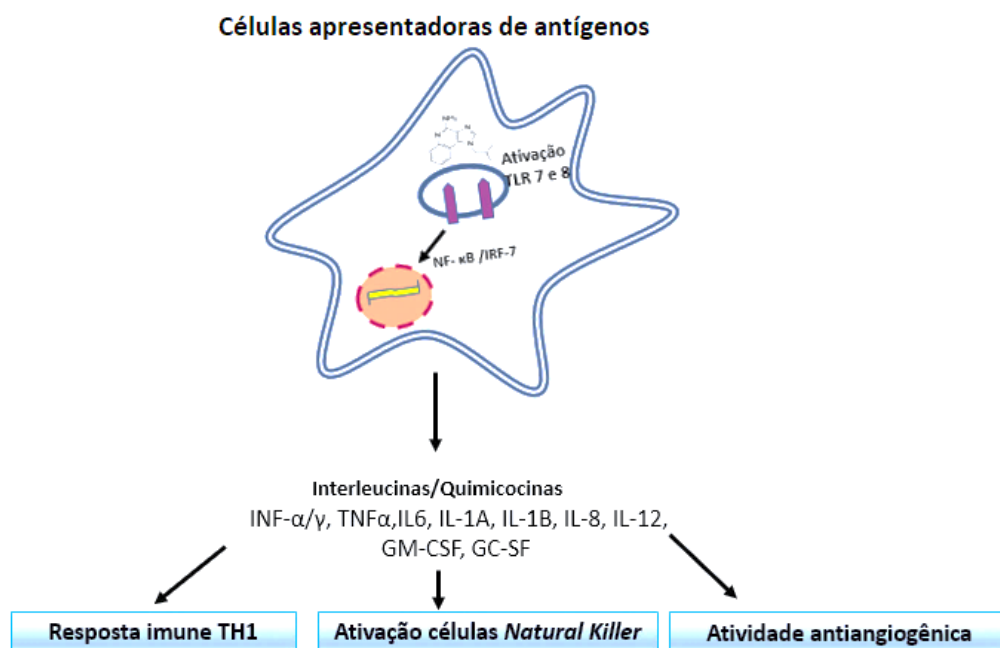 Células apresentadoras de antígenos
NH₂
N
N
N
Ativação
TLR 7 e 8
NF- κB /IRF-7
Interleucinas/Quimicocinas
INF-α/γ, TNFα,IL6, IL-1A, IL-1B, IL-8, IL-12,
GM-CSF, GC-SF
Resposta imune TH1
Ativação células Natural Killer
Atividade antiangiogênica